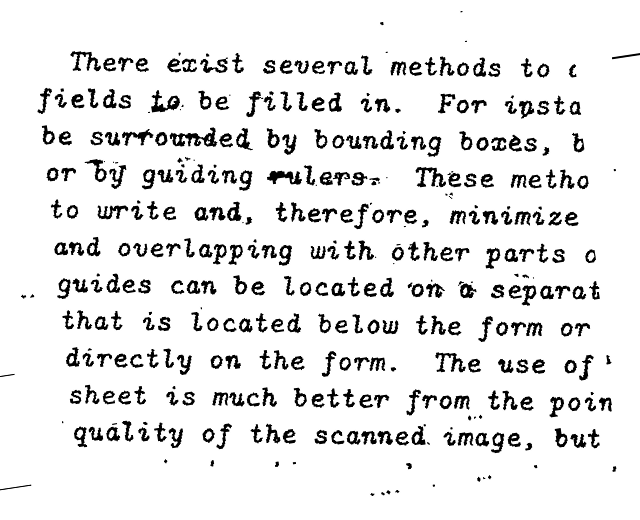 There exist several methods to
fields to be filled in. For insta
be surrounded by bounding boxes, b
or by guiding rulers. These metho
to write and, therefore, minimize
and overlapping with other parts o
guides can be located on a separat
that is located below the form or
directly on the form. The use of
sheet is much better from the poin
quality of the scanned image, but